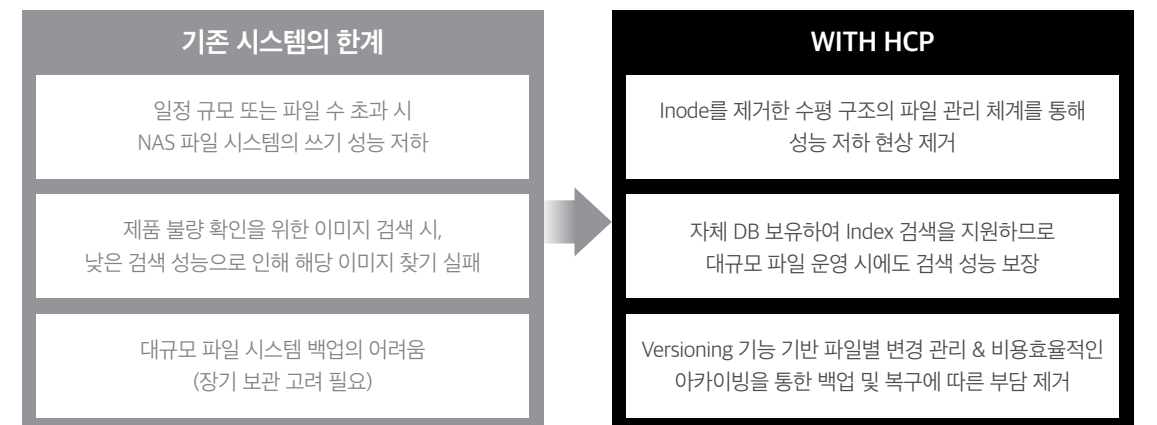 기존 시스템의 한계
일정 규모 또는 파일 수 초과 시
NAS 파일 시스템의 쓰기 성능 저하
제품 불량 확인을 위한 이미지 검색 시,
낮은 검색 성능으로 인해 해당 이미지 찾기 실패
대규모 파일 시스템 백업의 어려움
(장기 보관 고려 필요)
WITH HCP
Inode를 제거한 수평 구조의 파일 관리 체계를 통해
성능 저하 현상 제거
자체 DB 보유하여 Index 검색을 지원하므로
대규모 파일 운영 시에도 검색 성능 보장
Versioning 기능 기반 파일별 변경 관리 & 비용효율적인
아카이빙을 통한 백업 및 복구에 따른 부담 제거